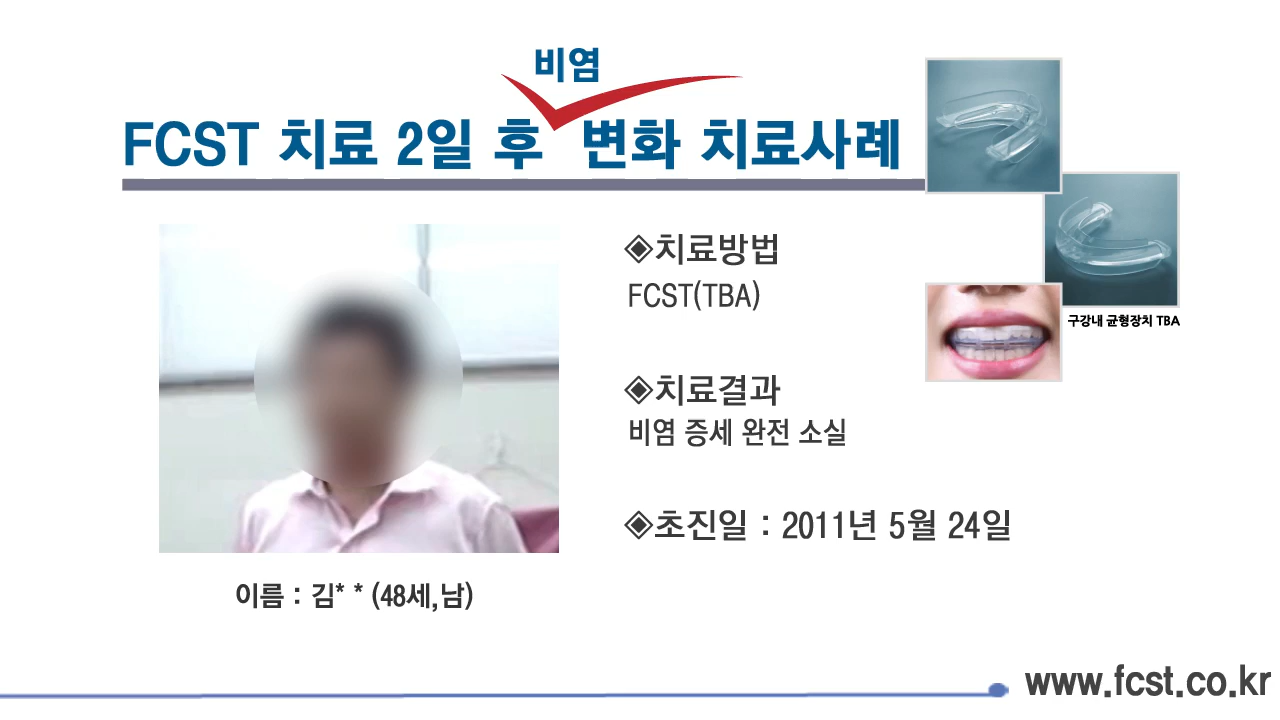 비염
FCST 치료 2일 후 변화 치료사례
◈치료방법
FCST(TBA)
구강내 균형장치 TBA
◈치료결과
비염 증세 완전 소실
◈초진일 : 2011년 5월 24일
이름 : 김* * (48세,남)
www.fcst.co.kr